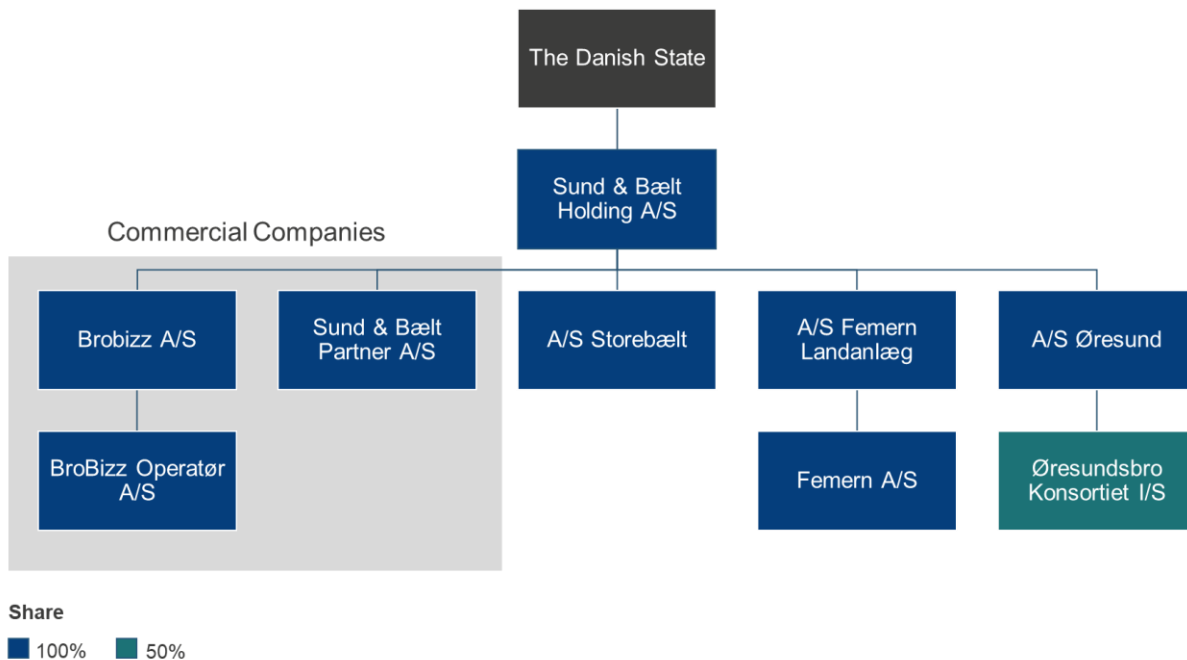 The Danish State
Sund & Bælt
Holding A/S
Commercial Companies
Brobizz A/S
Sund & Bælt
Partner A/S
A/S Storebælt
A/S Femern
Landanlæg
A/S Øresund
BroBizz Operatør
A/S
Femern A/S
Øresundsbro
Konsortiet I/S
Share
100%
50%